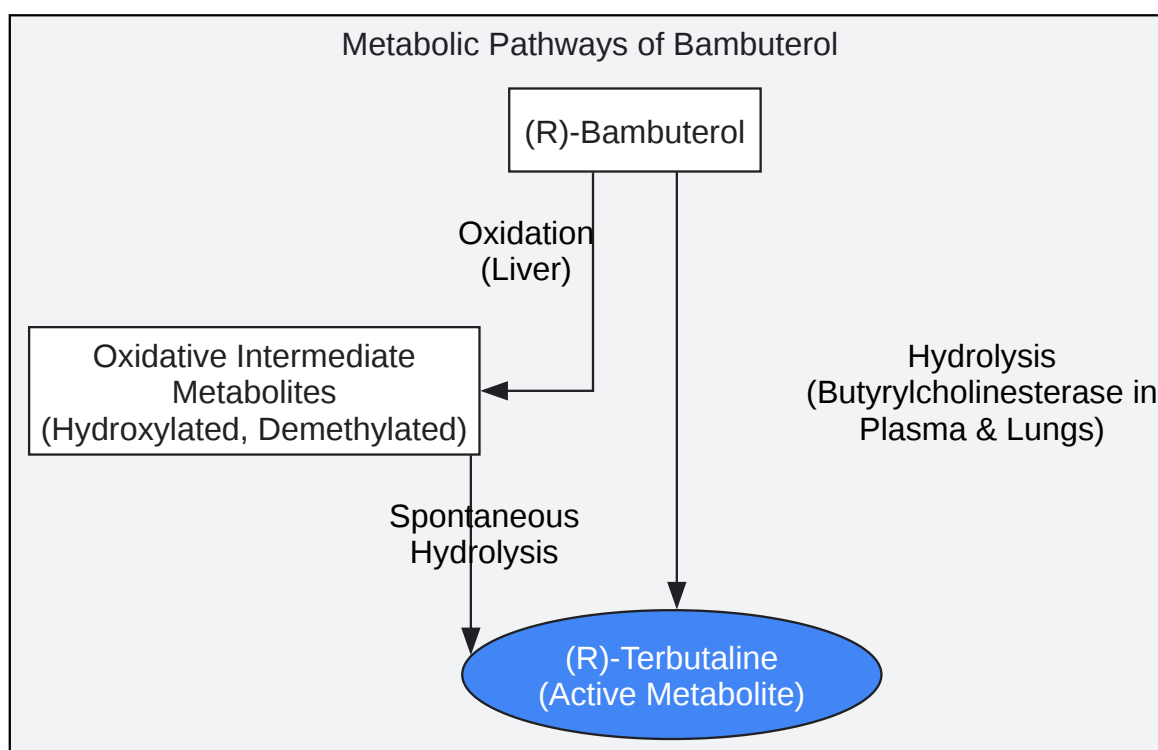 Metabolic Pathways of Bambuterol
(R)-Bambuterol
Oxidation
(Liver)
Oxidative Intermediate
Metabolites
(Hydroxylated, Demethylated)
Hydrolysis
(Butyrylcholinesterase in
Plasma & Lungs)
Spontaneous
Hydrolysis
(R)-Terbutaline
(Active Metabolite)